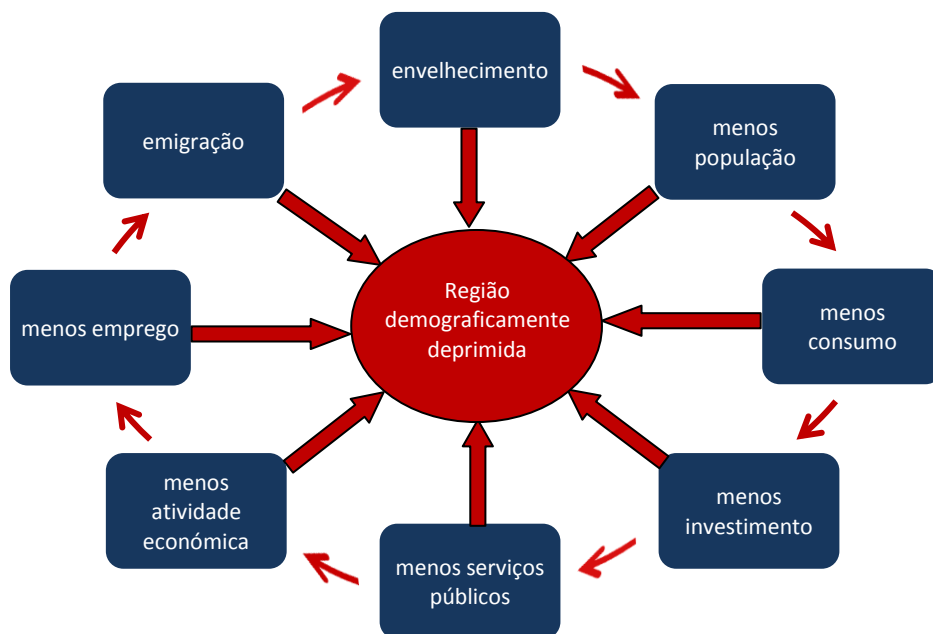 envelhecimento
menos
população
menos
consumo
menos
investimento
menos serviços
públicos
menos
atividade
económica
menos emprego
emigração
Região
demograficamente
deprimida